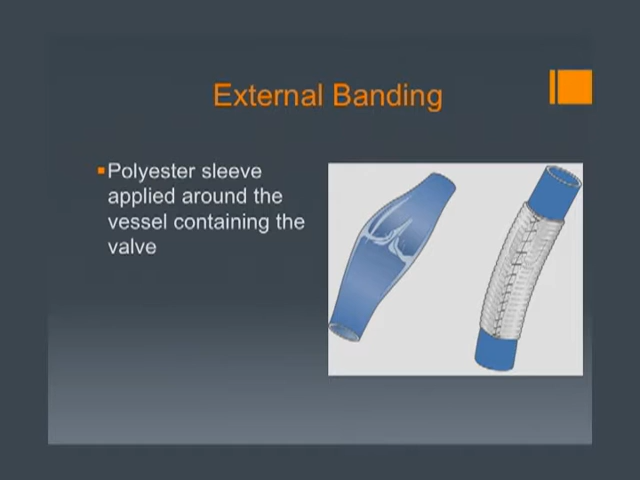 External Banding
Polyester sleeve
applied around the
vessel containing the
valve